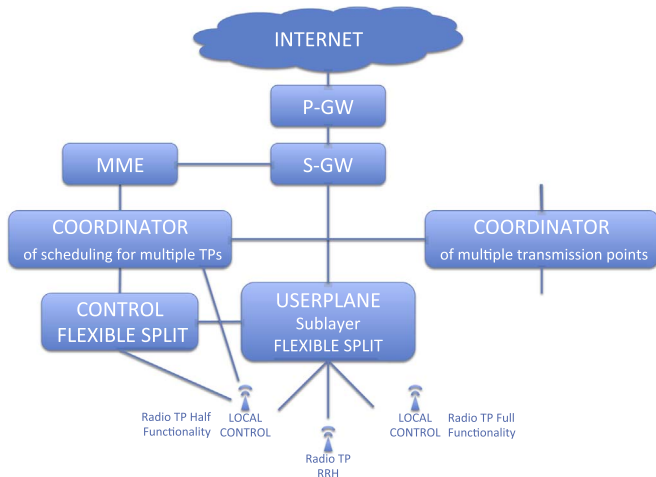 INTERNET
P-GW
MME
S-GW
COORDINATOR
of scheduling for multiple TPs
COORDINATOR
of multiple transmission points
CONTROL
FLEXIBLE SPLIT
USERPLANE
Sublayer
FLEXIBLE SPLIT
Radio TP Half
Functionality
LOCAL
CONTROL
LOCAL
CONTROL
Radio TP Full
Functionality
Radio TP
RRH